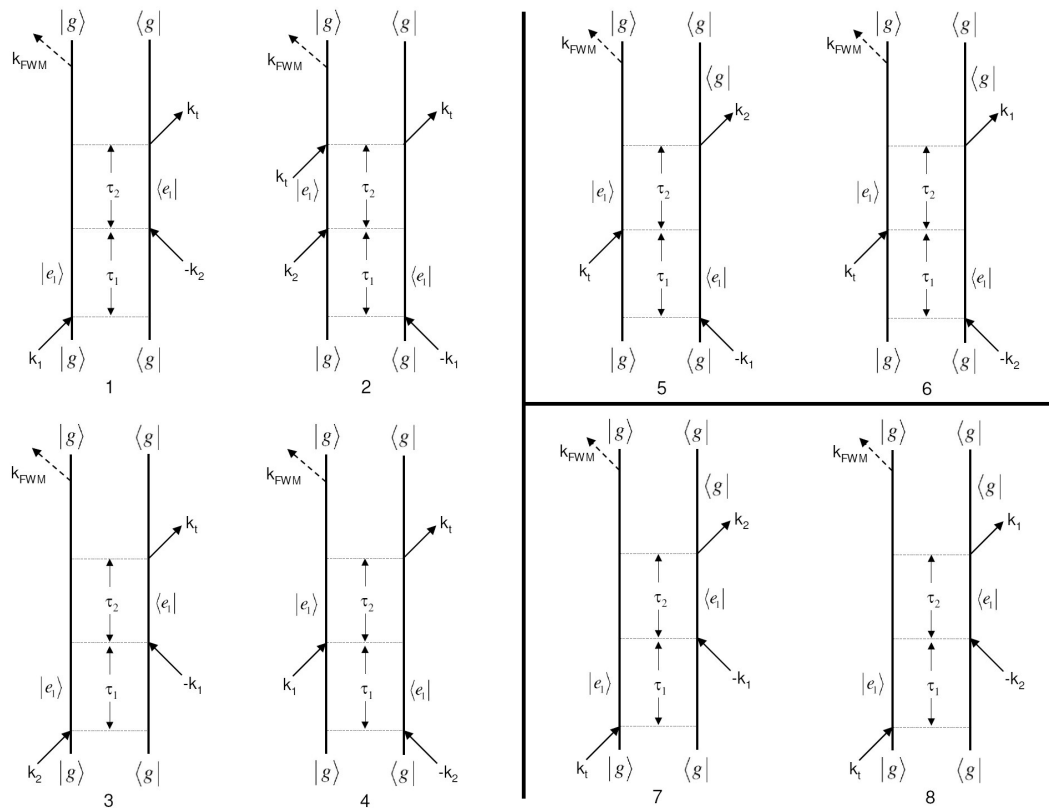 |g⟩ ⟨g|
k_FWM
k_t
τ₂ ⟨e₁|
-k₂
|e₁⟩ τ₁
k₁ |g⟩ ⟨g|
1
|g⟩ ⟨g|
k_FWM
k_t
k_t
|e₁⟩ τ₂
k₂
τ₁ ⟨e₁|
|g⟩ ⟨g| -k₁
2
|g⟩ ⟨g|
k_FWM
⟨g|
k₂
|e₁⟩ τ₂
k_t
τ₁ ⟨e₁|
|g⟩ ⟨g| -k₁
5
|g⟩ ⟨g|
k_FWM
⟨g|
k₁
|e₁⟩ τ₂
k_t
τ₁ ⟨e₁|
|g⟩ ⟨g| -k₂
6
|g⟩ ⟨g|
k_FWM
k_t
τ₂ ⟨e₁|
-k₁
|e₁⟩ τ₁
k₂ |g⟩ ⟨g|
3
|g⟩ ⟨g|
k_FWM
k_t
|e₁⟩ τ₂
k₁
τ₁ ⟨e₁|
|g⟩ ⟨g| -k₂
4
|g⟩ ⟨g|
k_FWM
⟨g|
k₂
τ₂ ⟨e₁|
-k₁
|e₁⟩ τ₁
k_t |g⟩ ⟨g|
7
|g⟩ ⟨g|
k_FWM
⟨g|
k₁
τ₂ ⟨e₁|
-k₂
|e₁⟩ τ₁
k_t |g⟩ ⟨g|
8